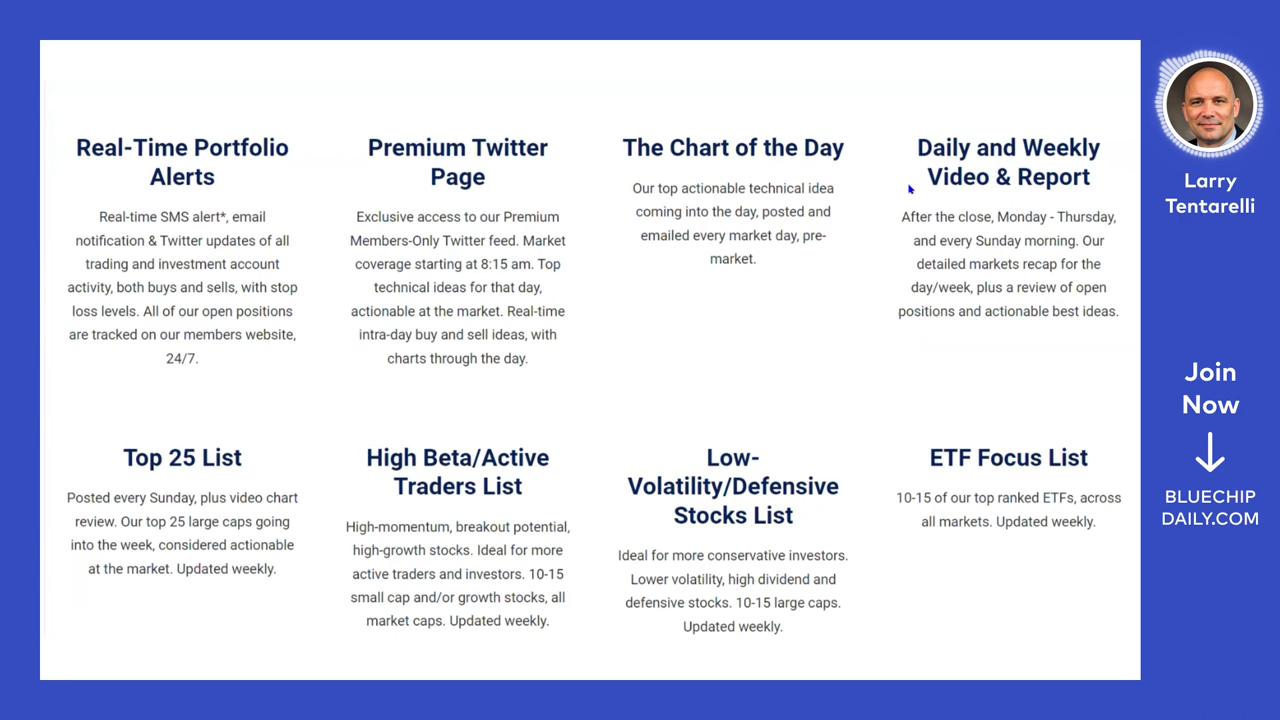 Real-Time Portfolio
Alerts
Real-time SMS alert*, email
notification & Twitter updates of all
trading and investment account
activity, both buys and sells, with stop
loss levels. All of our open positions
are tracked on our members website,
24/7.
Premium Twitter
Page
Exclusive access to our Premium
Members-Only Twitter feed. Market
coverage starting at 8:15 am. Top
technical ideas for that day,
actionable at the market. Real-time
intra-day buy and sell ideas, with
charts through the day.
The Chart of the Day
Our top actionable technical idea
coming into the day, posted and
emailed every market day, pre-
market.
Daily and Weekly
Video & Report
After the close, Monday - Thursday,
and every Sunday morning. Our
detailed markets recap for the
day/week, plus a review of open
positions and actionable best ideas.
Top 25 List
Posted every Sunday, plus video chart
review. Our top 25 large caps going
into the week, considered actionable
at the market. Updated weekly.
High Beta/Active
Traders List
High-momentum, breakout potential,
high-growth stocks. Ideal for more
active traders and investors. 10-15
small cap and/or growth stocks, all
market caps. Updated weekly.
Low-
Volatility/Defensive
Stocks List
Ideal for more conservative investors.
Lower volatility, high dividend and
defensive stocks. 10-15 large caps.
Updated weekly.
ETF Focus List
10-15 of our top ranked ETFs, across
all markets. Updated weekly.
Larry
Tentarelli
Join
Now
BLUECHIP
DAILY.COM